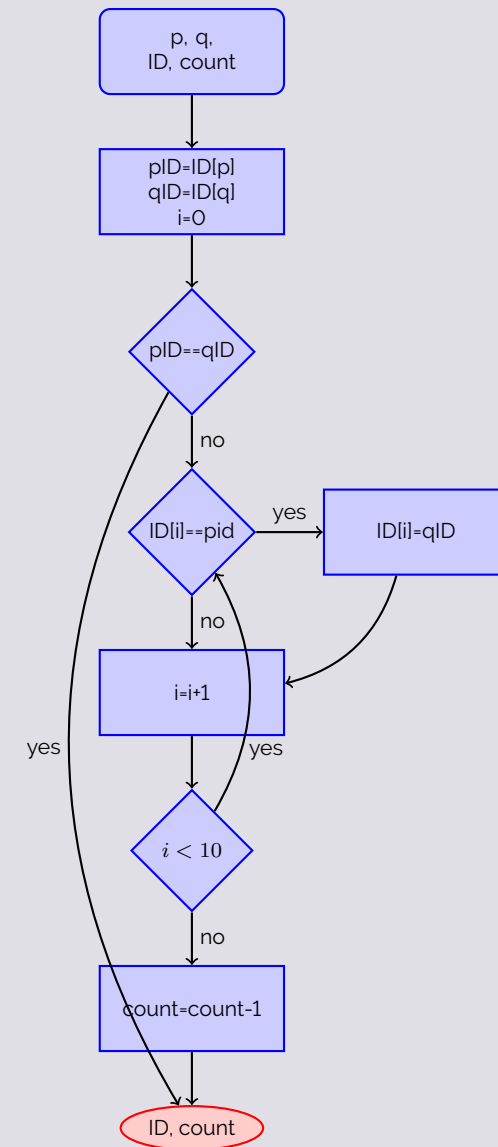 p, q,
ID, count
pID=ID[p]
qID=ID[q]
i=0
pID==qID
no
ID[i]==pid
yes
ID[i]=qID
no
i=i+1
yes
yes
i < 10
no
count=count-1
ID, count